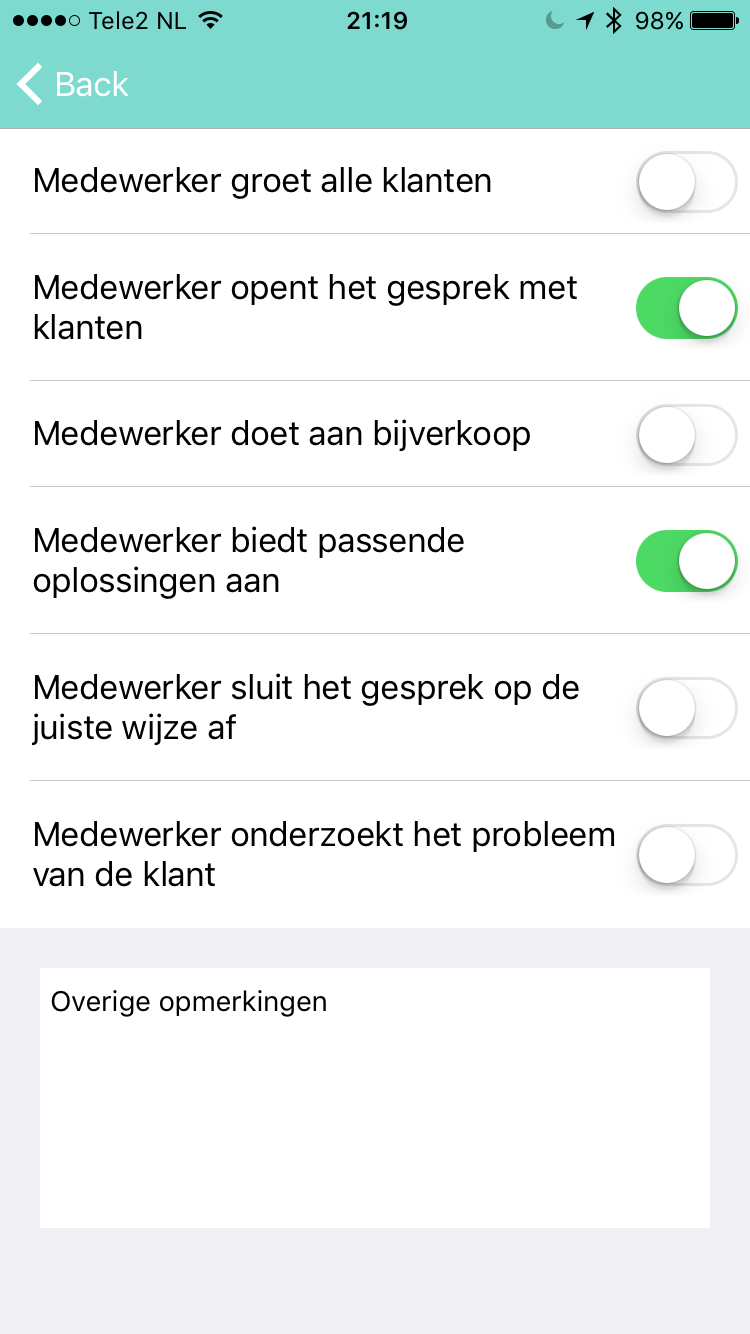 ●●●●○ Tele2 NL 21:19 98%
Back
Medewerker groet alle klanten
Medewerker opent het gesprek met
klanten
Medewerker doet aan bijverkoop
Medewerker biedt passende
oplossingen aan
Medewerker sluit het gesprek op de
juiste wijze af
Medewerker onderzoekt het probleem
van de klant
Overige opmerkingen